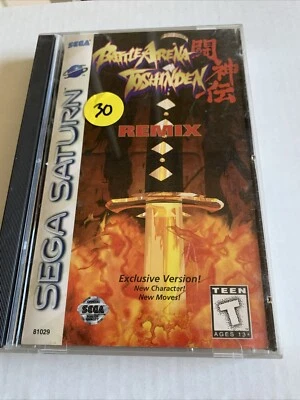 SEGA
BATTLE ARENA
TOSHINDEN
闘神伝
30
REMIX
SEGA SATURN
Exclusive Version!
New Character!
New Moves!
SEGA
TEEN
T
AGES 13+
81029